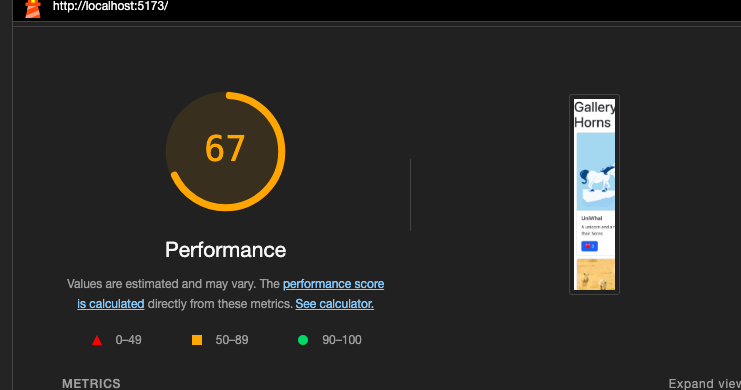 http://localhost:5173/
67
Performance
Values are estimated and may vary. The performance score
is calculated directly from these metrics. See calculator.
0–49
50–89
90–100
METRICS
Expand view
Gallery
Horns
UniWhal
A unicorn and a
their horns